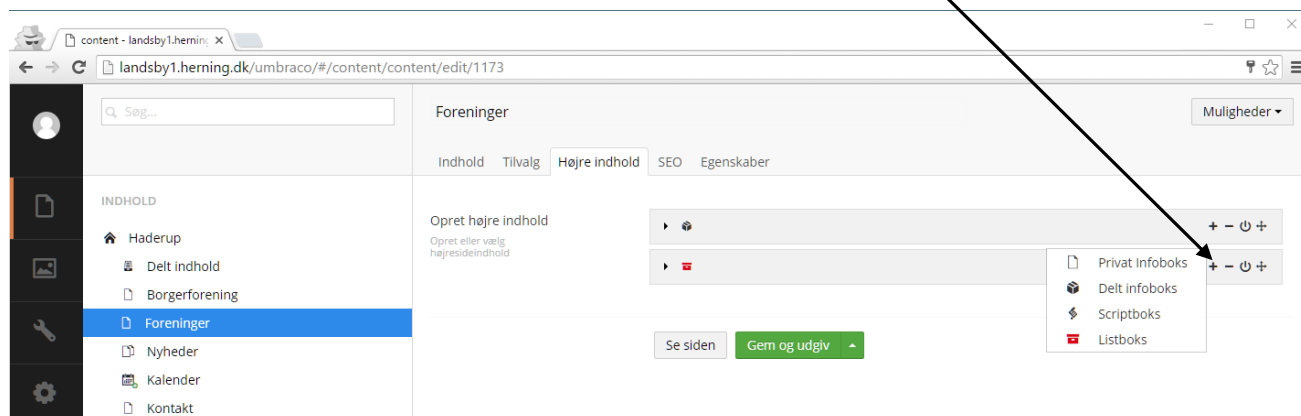 content - landsby1.herning
landsby1.herning.dk/umbraco/#/content/content/edit/1173
Søg...
Foreninger
Muligheder
Indhold Tilvalg Højre indhold SEO Egenskaber
INDHOLD
Haderup
Delt indhold
Borgerforening
Foreninger
Nyheder
Kalender
Kontakt
Opret højre indhold
Opret eller vælg
højresideindhold
Privat Infoboks
Delt infoboks
Scriptboks
Listboks
Se siden
Gem og udgiv